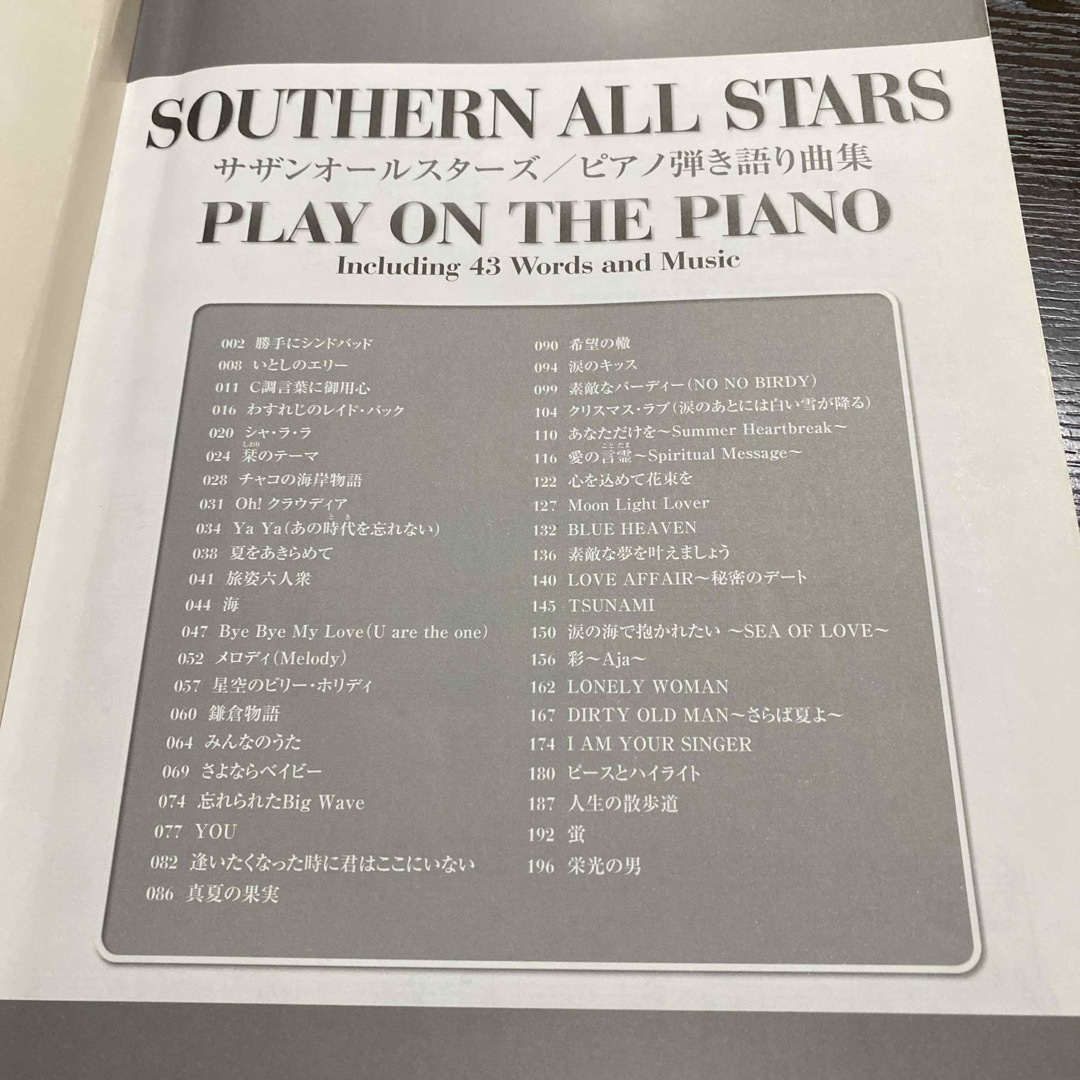 SOUTHERN ALL STARS
サザンオールスターズ／ピアノ弾き語り曲集
PLAY ON THE PIANO
Including 43 Words and Music
002 勝手にシンドバッド
008 いとしのエリー
011 C調言葉に御用心
016 わすれじのレイド・バック
020 シャ・ラ・ラ
しおり
024 栞のテーマ
028 チャコの海岸物語
031 Oh! クラウディア
とき
034 Ya Ya(あの時代を忘れない)
038 夏をあきらめて
041 旅姿六人衆
044 海
047 Bye Bye My Love(U are the one)
052 メロディ(Melody)
057 星空のビリー・ホリディ
060 鎌倉物語
064 みんなのうた
069 さよならベイビー
074 忘れられたBig Wave
077 YOU
082 逢いたくなった時に君はここにいない
086 真夏の果実
090 希望の轍
094 涙のキッス
099 素敵なバーディー(NO NO BIRDY)
104 クリスマス・ラブ(涙のあとには白い雪が降る)
110 あなただけを〜Summer Heartbreak〜
ことだま
116 愛の言霊〜Spiritual Message〜
122 心を込めて花束を
127 Moon Light Lover
132 BLUE HEAVEN
136 素敵な夢を叶えましょう
140 LOVE AFFAIR〜秘密のデート
145 TSUNAMI
150 涙の海で抱かれたい 〜SEA OF LOVE〜
156 彩〜Aja〜
162 LONELY WOMAN
167 DIRTY OLD MAN〜さらば夏よ〜
174 I AM YOUR SINGER
180 ピースとハイライト
187 人生の散歩道
192 蛍
196 栄光の男